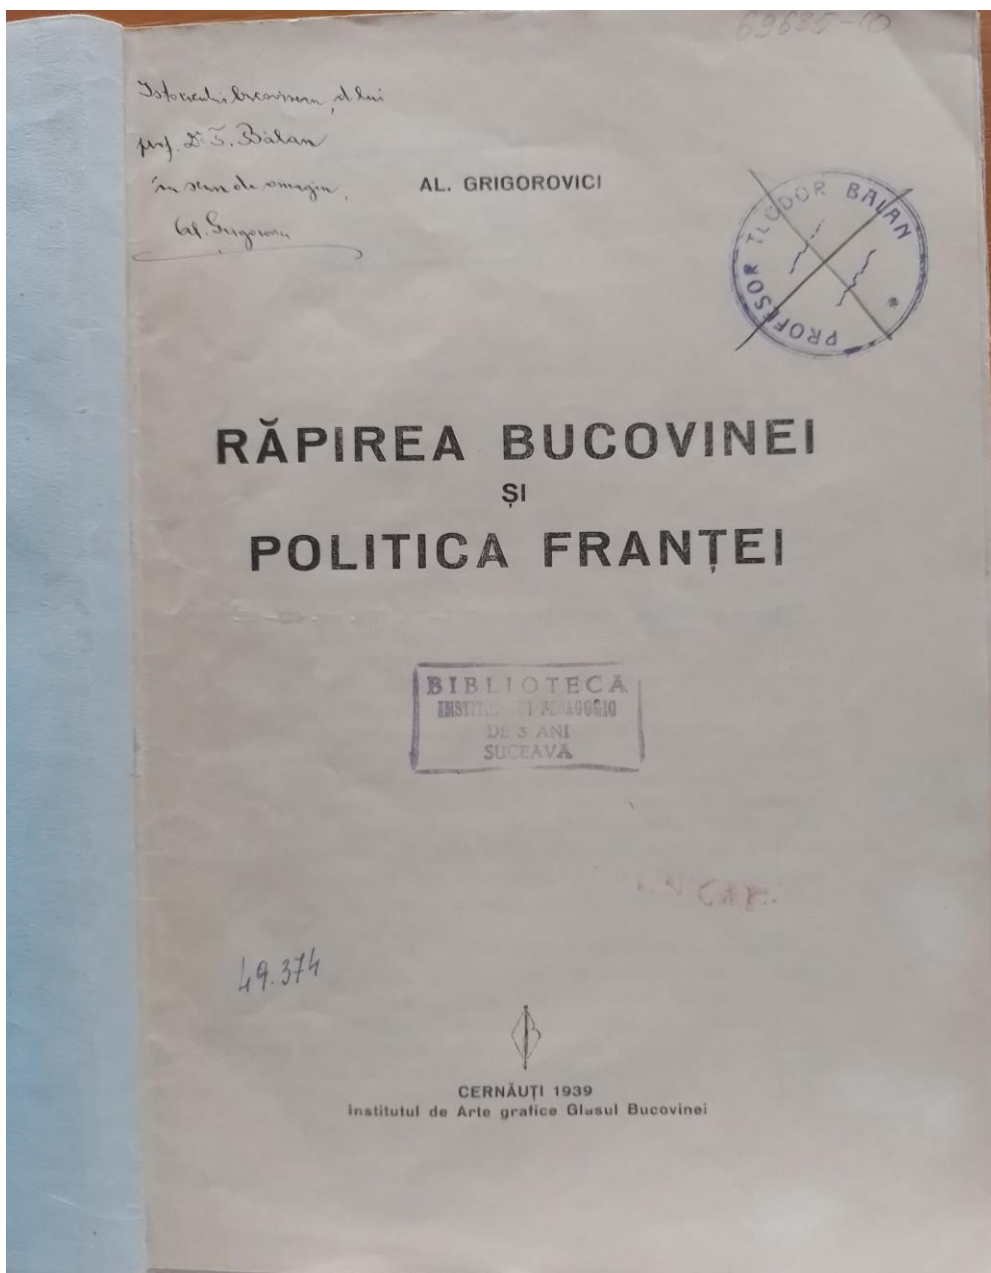 69625-10
Istoricului bucovinean, d-lui
prof. Dr. T. Bălan
în semn de omagiu,
Al. Grigorovici
AL. GRIGOROVICI
PROFESOR TEODOR BALAN *
RĂPIREA BUCOVINEI
ȘI
POLITICA FRANȚEI
BIBLIOTECA
DE 3 ANI
SUCEAVA
49.374
CERNĂUȚI 1939
Institutul de Arte grafice Glasul Bucovinei